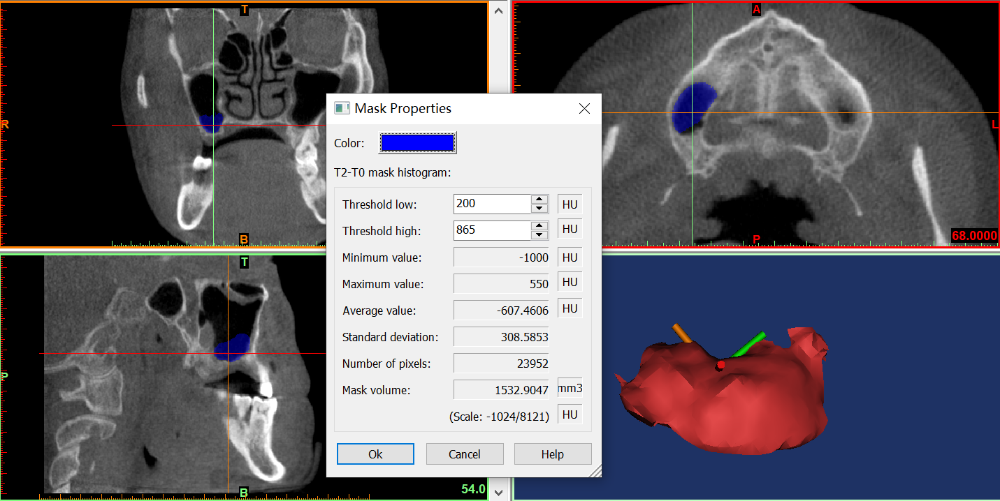 T
A
R
L
B
P
68.0000
T
P
B
54.0
Mask Properties
Color:
T2-T0 mask histogram:
Threshold low: 200 HU
Threshold high: 865 HU
Minimum value: -1000 HU
Maximum value: 550 HU
Average value: -607.4606 HU
Standard deviation: 308.5853
Number of pixels: 23952
Mask volume: 1532.9047 mm3
(Scale: -1024/8121) HU
Ok Cancel Help